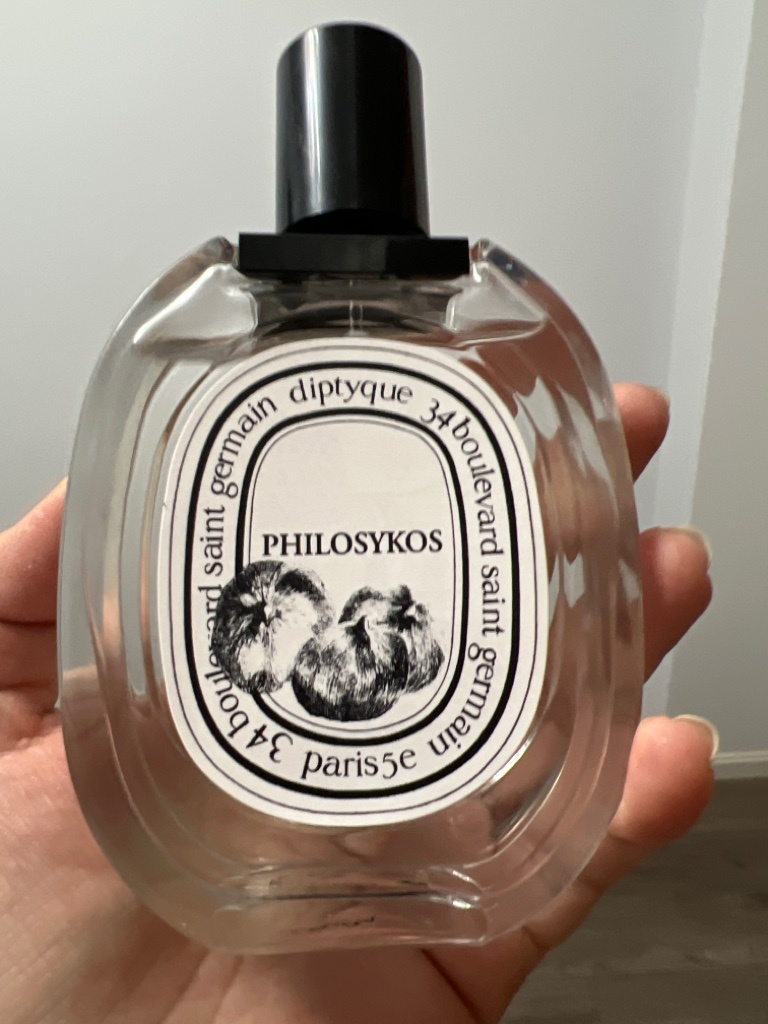 diptyque
34 boulevard saint germain
PHILOSYKOS
34 boulevard saint germain
paris 5e